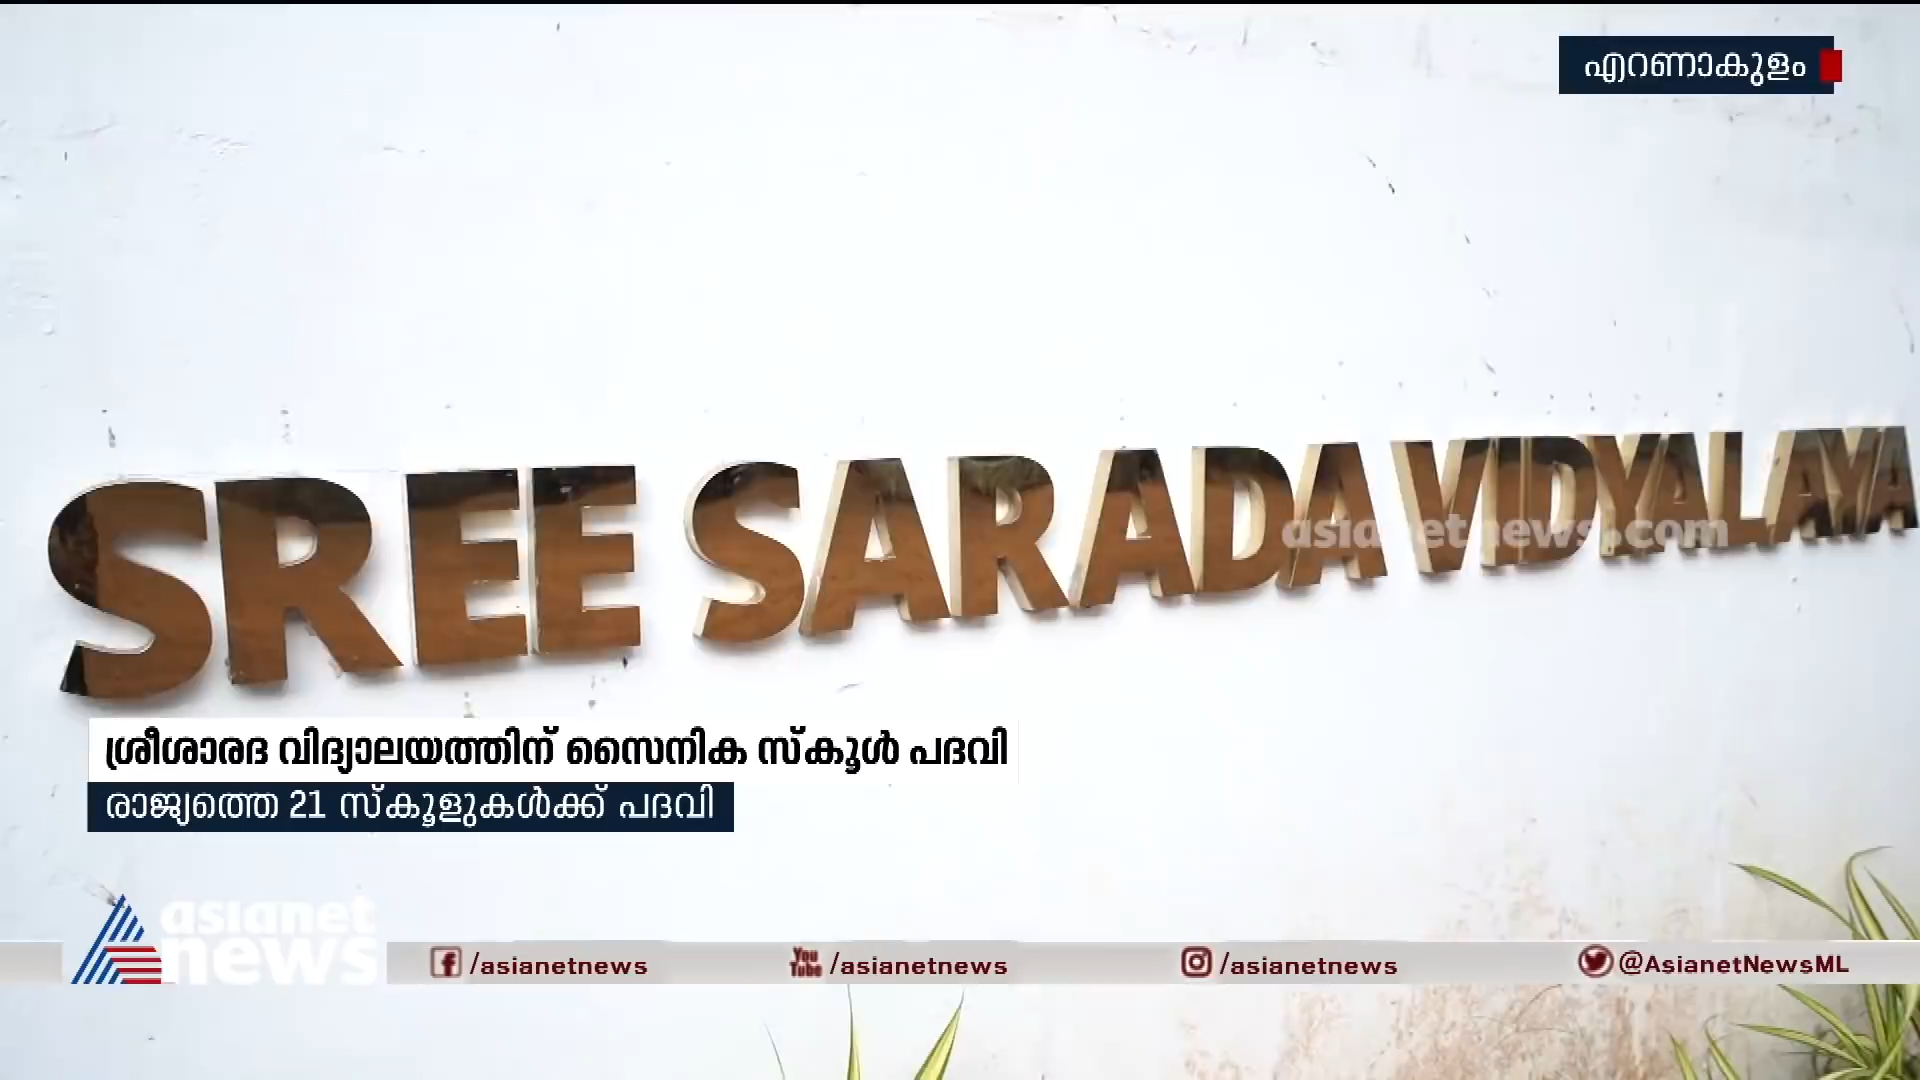 എറണാകുളം
SREE SARADA VIDYALAYA
asianetnews.com
ശ്രീശാരദ വിദ്യാലയത്തിന് സൈനിക സ്കൂൾ പദവി
രാജ്യത്തെ 21 സ്കൂളുകൾക്ക് പദവി
asianet
news
/asianetnews
You
Tube
/asianetnews
/asianetnews
@AsianetNewsML